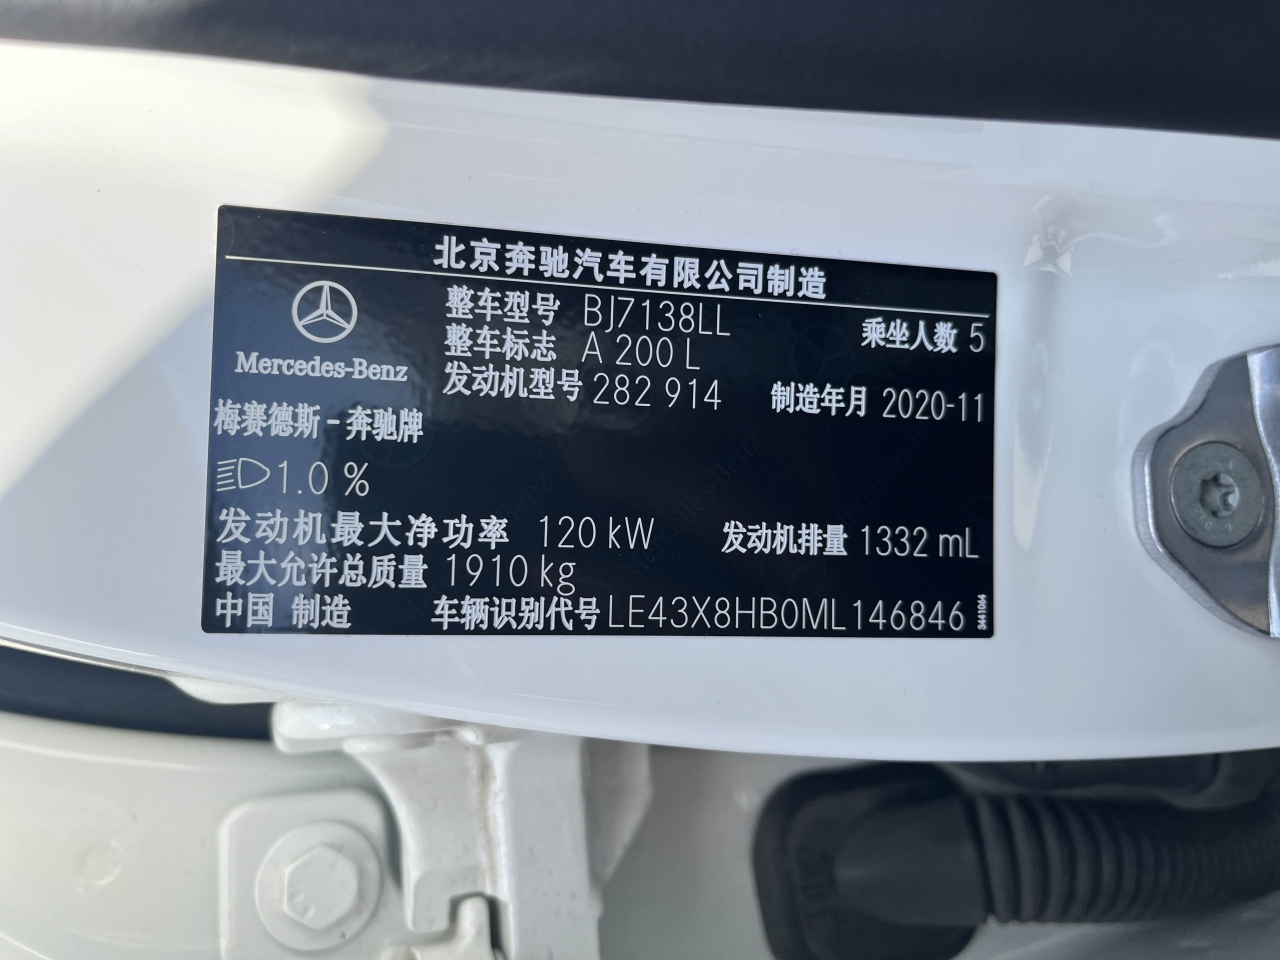 北京奔驰汽车有限公司制造
Mercedes-Benz
整车型号 BJ7138LL 乘坐人数 5
整车标志 A 200 L
发动机型号 282 914 制造年月 2020-11
梅赛德斯-奔驰牌
1.0 %
发动机最大净功率 120 kW 发动机排量 1332 mL
最大允许总质量 1910 kg
中国 制造 车辆识别代号 LE43X8HB0ML146846
3441064